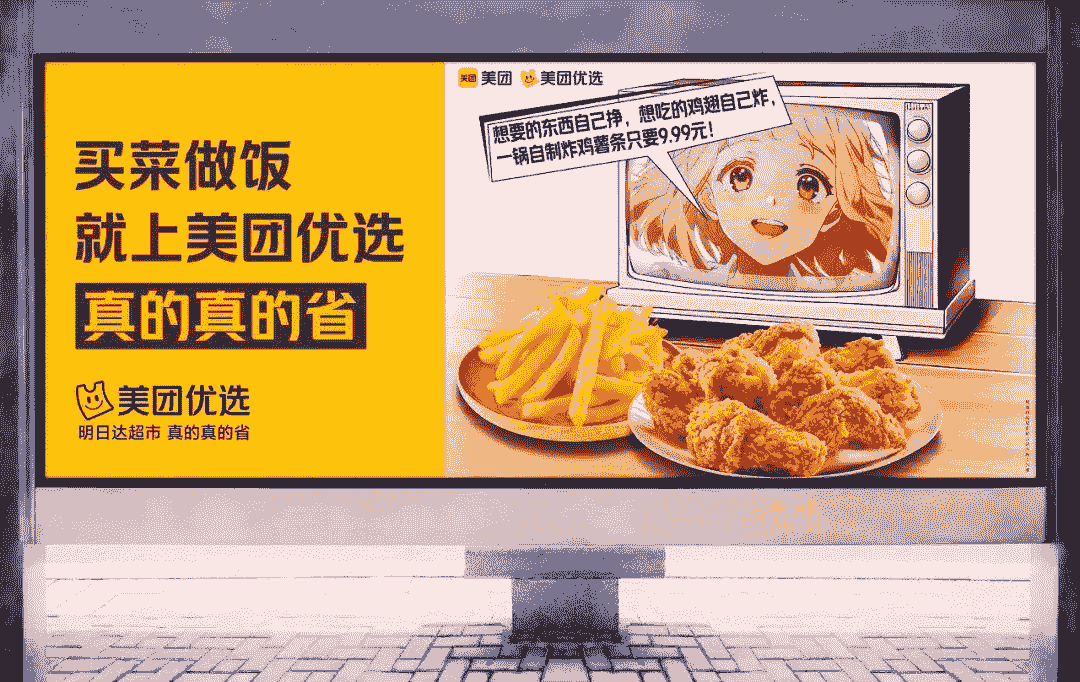 买菜做饭
就上美团优选
真的真的省
美团优选
明日达超市 真的真的省
美团 美团 美团优选
想要的东西自己挣，想吃的鸡翅自己炸，
一锅自制炸鸡薯条只要9.99元！